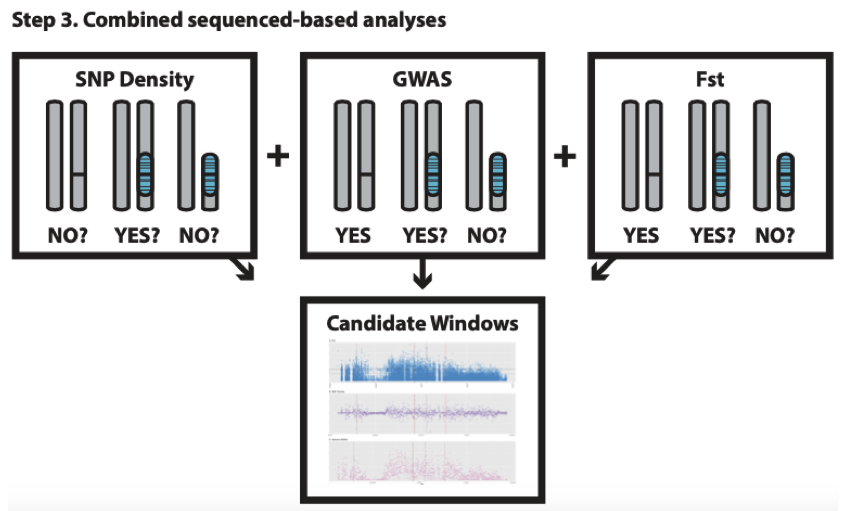 Step 3. Combined sequenced-based analyses
SNP Density
NO? YES? NO?
+
GWAS
YES YES? NO?
+
Fst
YES YES? NO?
Candidate Windows